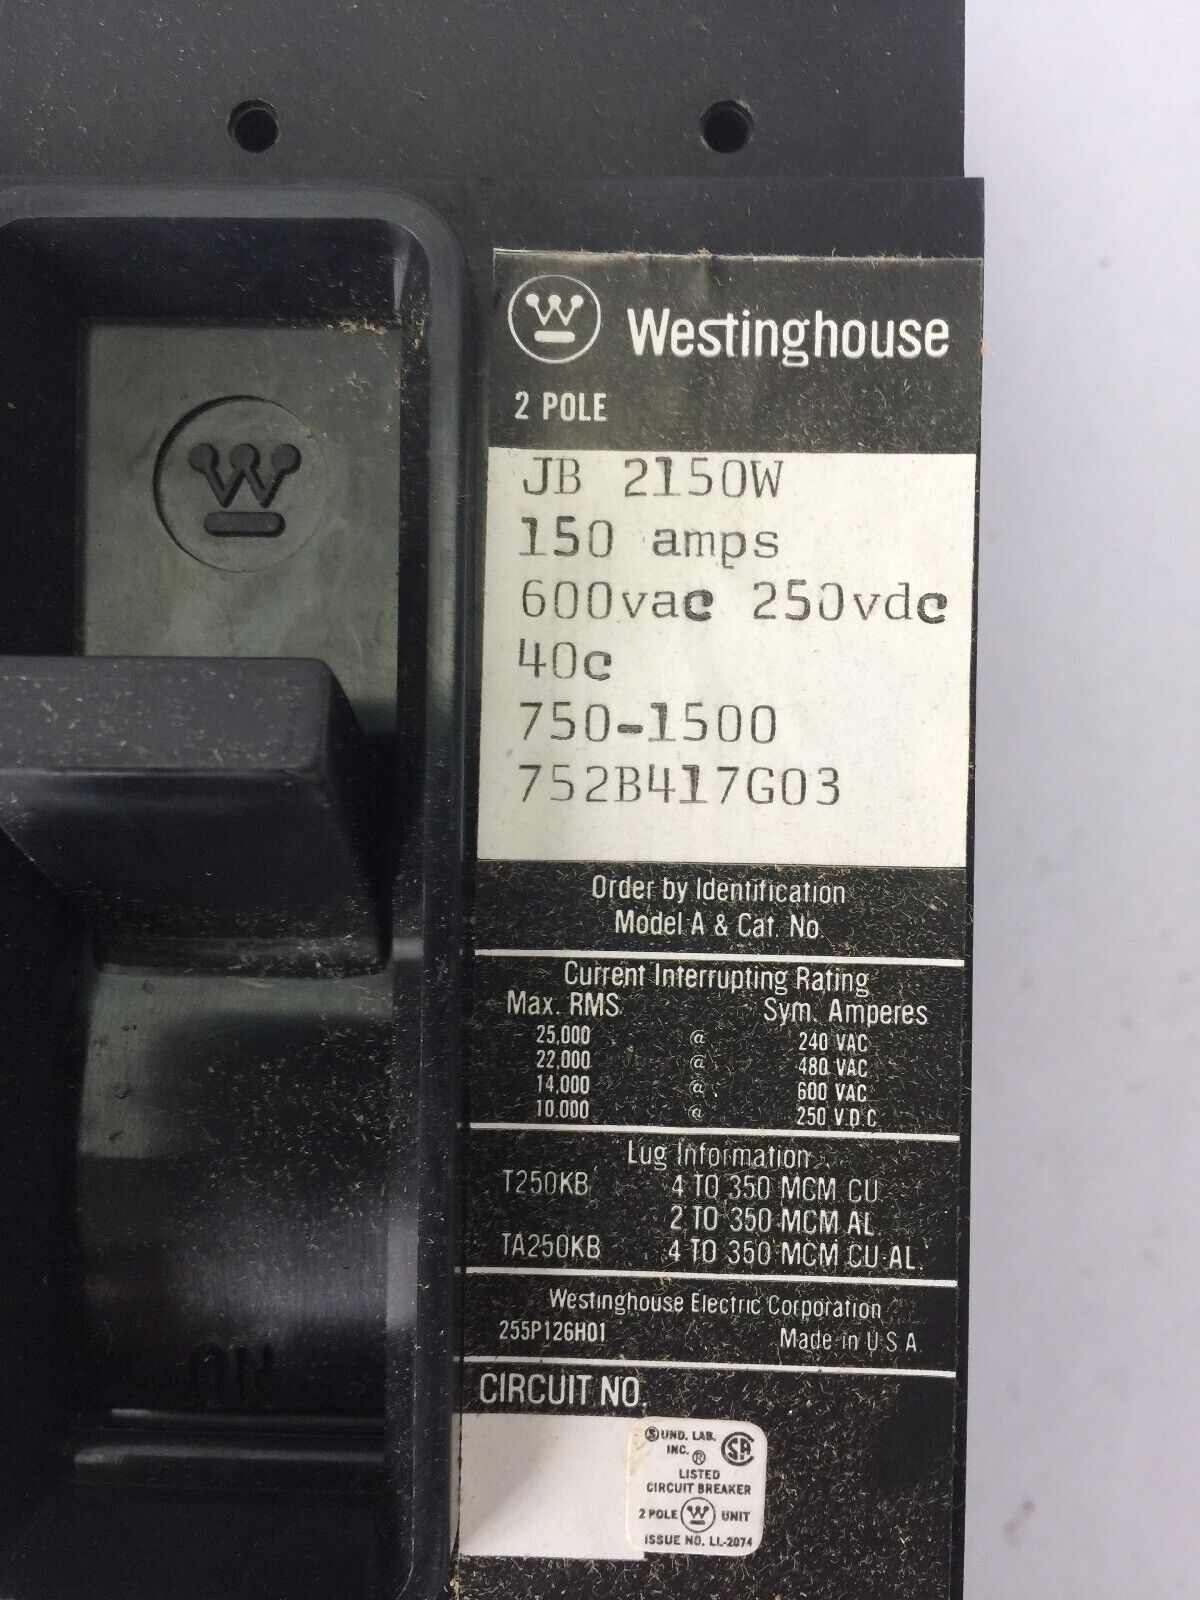 W
Westinghouse
2 POLE
JB 2150W
150 amps
600vac 250vdc
40c
750-1500
752B417G03
Order by Identification
Model A & Cat. No.
Current Interrupting Rating
Max. RMS Sym. Amperes
25,000 @ 240 VAC
22,000 @ 480 VAC
14,000 @ 600 VAC
10.000 @ 250 V.D.C
Lug Information
T250KB 4 TO 350 MCM CU
2 TO 350 MCM AL.
TA250KB 4 TO 350 MCM CU-AL.
Westinghouse Electric Corporation
255P126H01 Made in U S A
CIRCUIT NO.
UND. LAB.
INC. ® SA
LISTED
CIRCUIT BREAKER
2 POLE W UNIT
ISSUE NO. LL-2074
W
ON